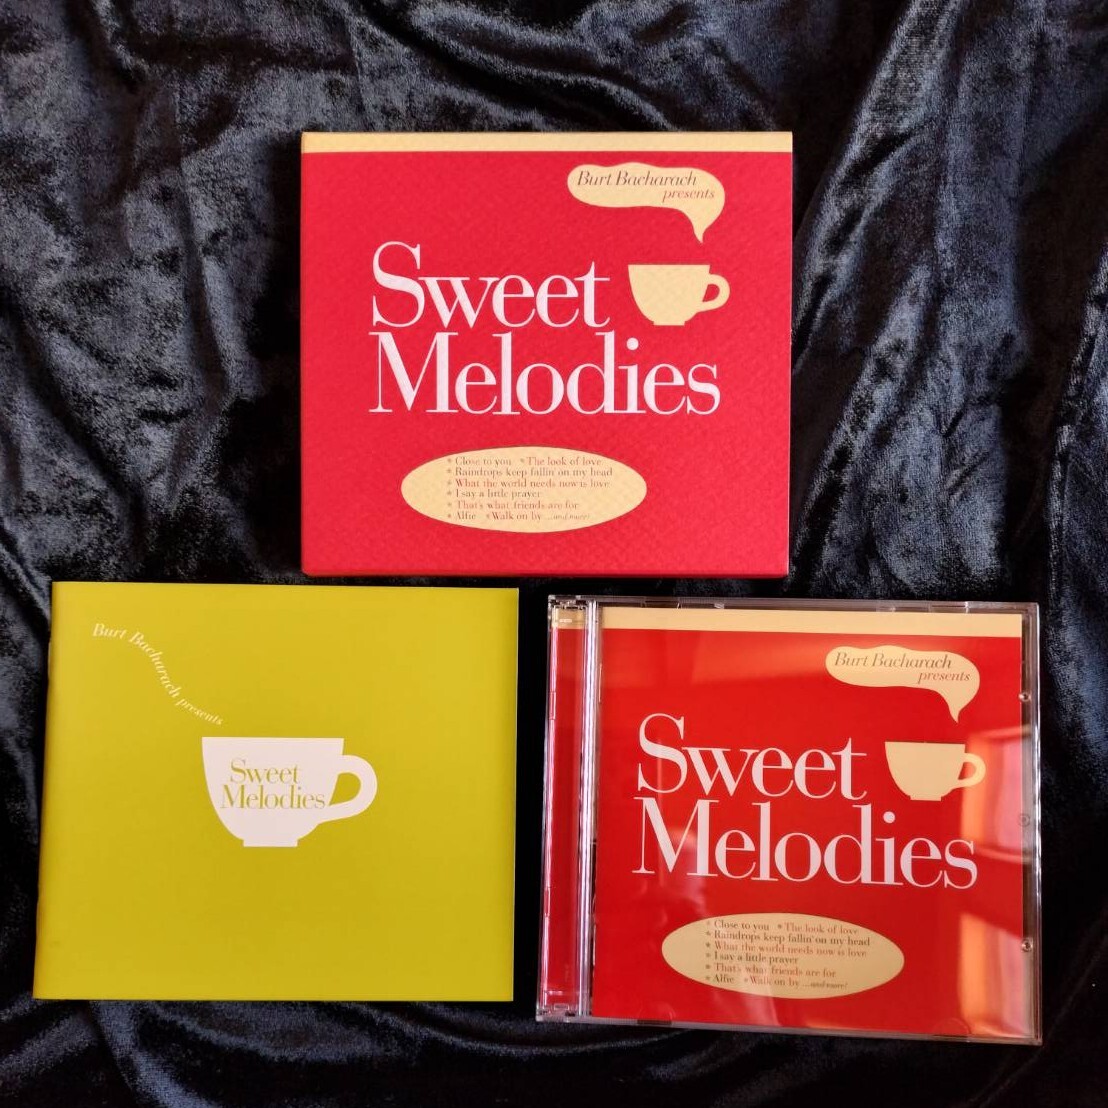 Burt Bacharach
presents
Sweet
Melodies
Close to you The look of love
Raindrops keep fallin' on my head
What the world needs now is love
I say a little prayer
That's what friends are for
Alfie Walk on by ...and more!
Burt Bacharach presents
Sweet
Melodies
Burt Bacharach
presents
Sweet
Melodies
Close to you The look of love
Raindrops keep fallin' on my head
What the world needs now is love
I say a little prayer
That's what friends are for
Alfie Walk on by ...and more!